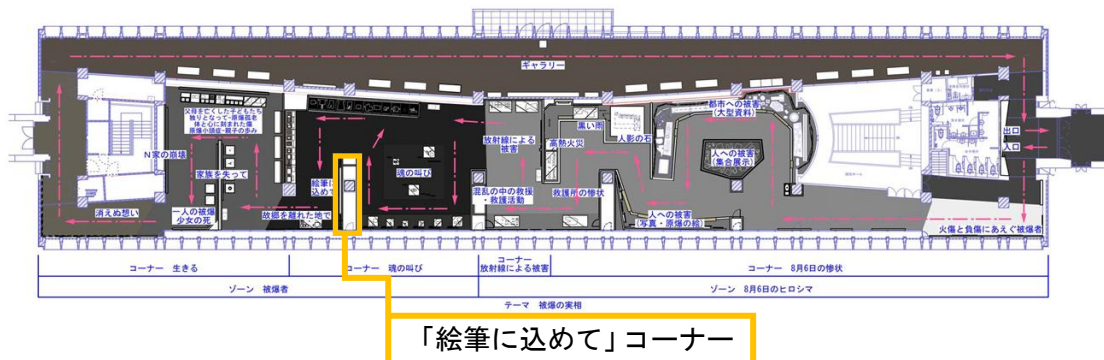 ギャラリー
父母を亡くした子どもたち
独りとなって・原爆孤老
体と心に刻まれた傷
原爆小頭症・親子の歩み
N家の崩壊
家族を失って
消えぬ想い
一人の被爆
少女の死
故郷を離れた地で
絵筆に
込めて
魂の叫び
放射線による
被害
混乱の中の救援
・救護活動
黒い雨
高熱火災
人影の石
救護所の惨状
都市への被害
(大型資料)
人への被害
(集合展示)
人への被害
(写真・原爆の絵)
火傷と負傷にあえぐ被爆者
出口
入口
コーナー 生きる
コーナー 魂の叫び
コーナー
放射線による被害
コーナー 8月6日の惨状
ゾーン 被爆者
ゾーン 8月6日のヒロシマ
テーマ 被爆の実相
「絵筆に込めて」コーナー